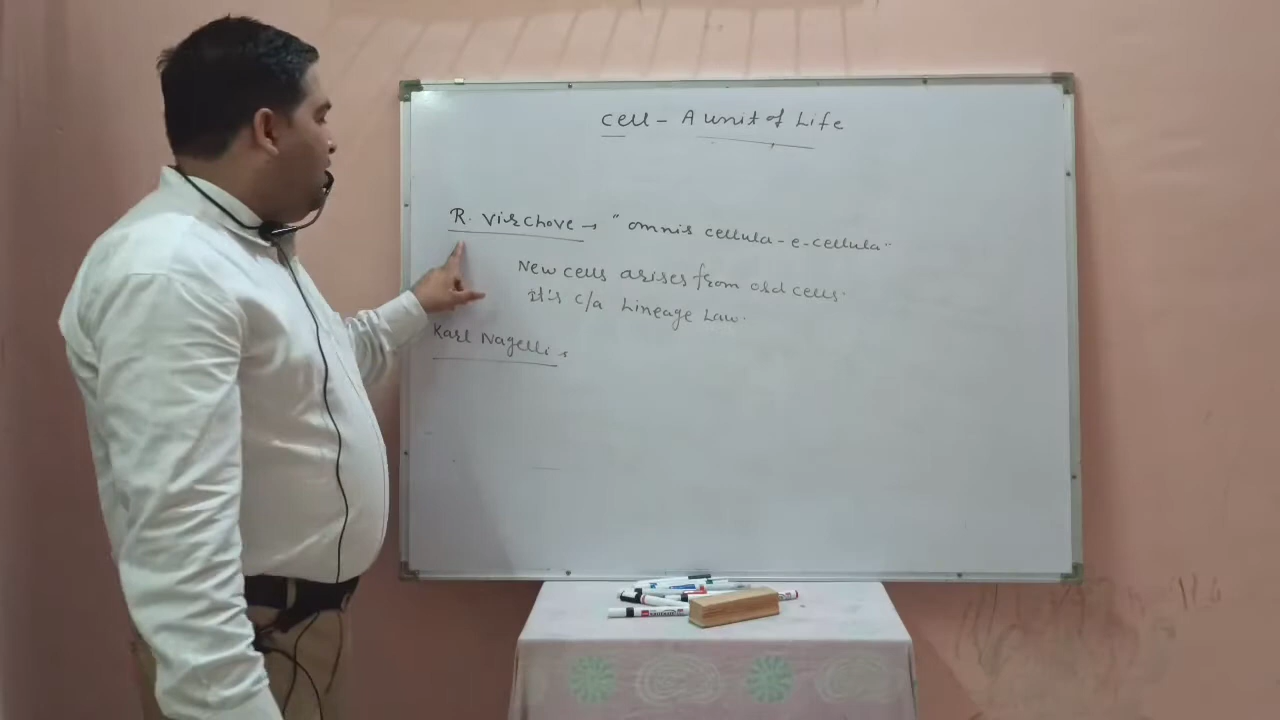 Cell - A unit of Life
R. Virchove → " omnis cellula - e - cellula"
New cells arises from old cells.
it's c/a Lineage Law.
Karl Nagelli →